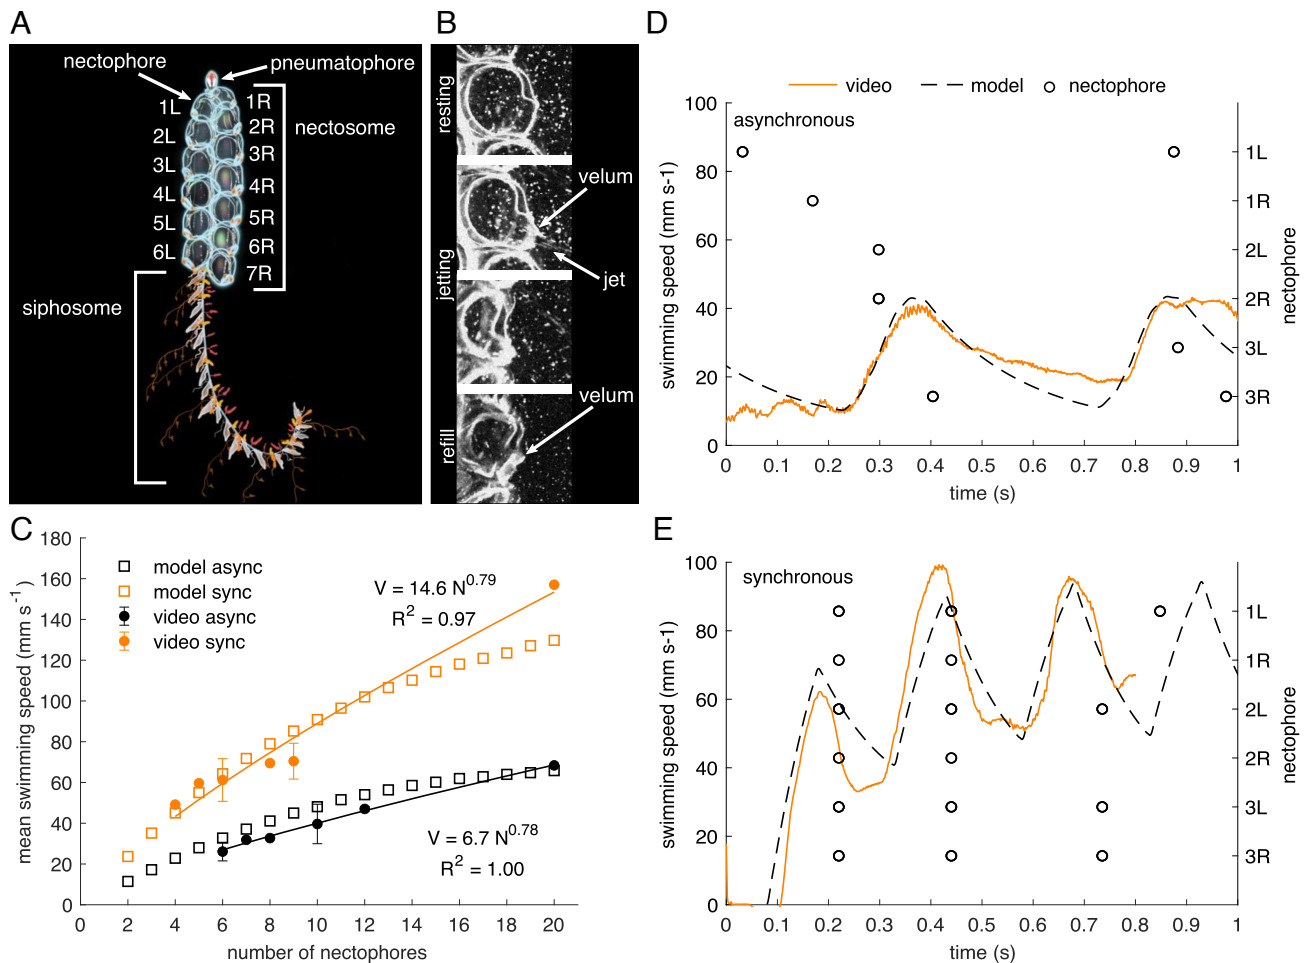 A
nectophore
pneumatophore
1L
1R
2L
2R
nectosome
3L
3R
4L
4R
5L
5R
6L
6R
7R
siphosome
B
resting
jetting
refill
velum
jet
velum
C
180
160
140
120
100
80
60
40
20
0
mean swimming speed (mm s-1)
model async
model sync
video async
video sync
V = 14.6 N0.79
R2 = 0.97
V = 6.7 N0.78
R2 = 1.00
0 2 4 6 8 10 12 14 16 18 20
number of nectophores
D
video model nectophore
asynchronous
100
80
60
40
20
0
swimming speed (mm s-1)
1L
1R
2L
2R
3L
3R
nectophore
0 0.1 0.2 0.3 0.4 0.5 0.6 0.7 0.8 0.9 1
time (s)
E
synchronous
100
80
60
40
20
0
swimming speed (mm s-1)
1L
1R
2L
2R
3L
3R
nectophore
0 0.1 0.2 0.3 0.4 0.5 0.6 0.7 0.8 0.9 1
time (s)